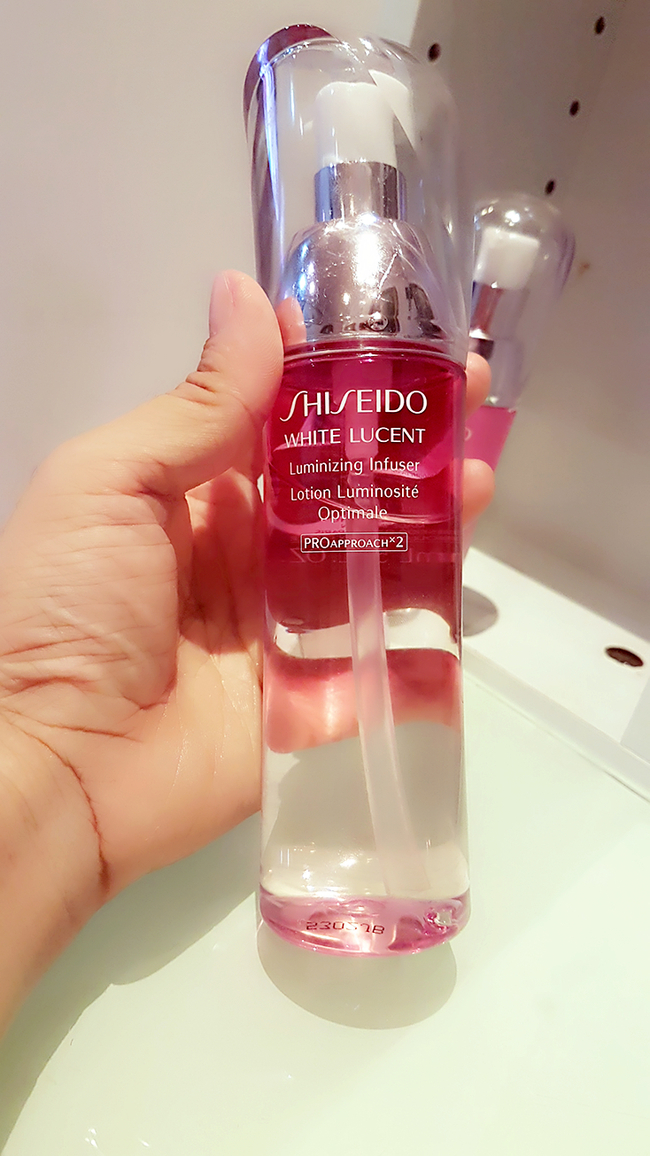 SHISEIDO
WHITE LUCENT
Luminizing Infuser
Lotion Luminosité
Optimale
PROAPPROACH×2